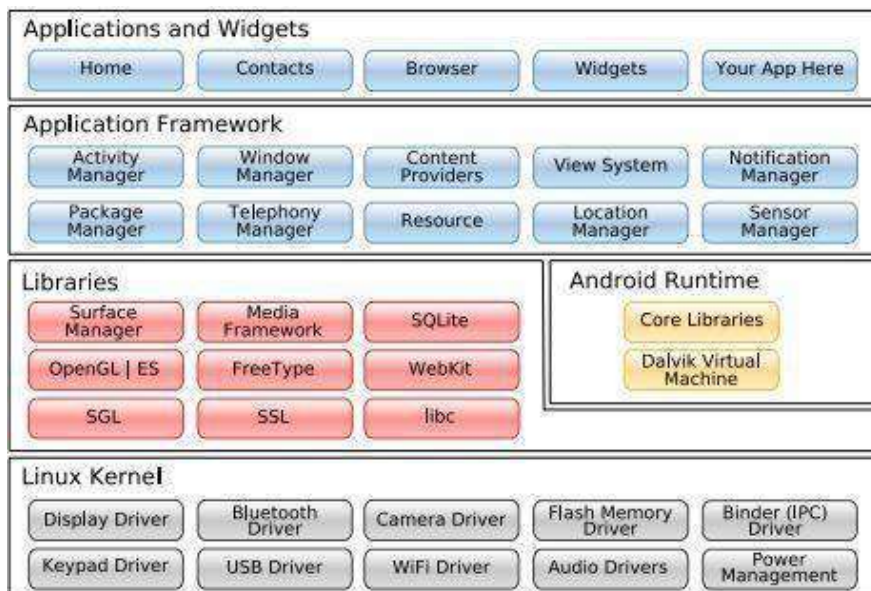 Applications and Widgets
Home
Contacts
Browser
Widgets
Your App Here
Application Framework
Activity
Manager
Window
Manager
Content
Providers
View System
Notification
Manager
Package
Manager
Telephony
Manager
Resource
Location
Manager
Sensor
Manager
Libraries
Surface
Manager
Media
Framework
SQLite
OpenGL | ES
FreeType
WebKit
SGL
SSL
libc
Android Runtime
Core Libraries
Dalvik Virtual
Machine
Linux Kernel
Display Driver
Bluetooth
Driver
Camera Driver
Flash Memory
Driver
Binder (IPC)
Driver
Keypad Driver
USB Driver
WiFi Driver
Audio Drivers
Power
Management